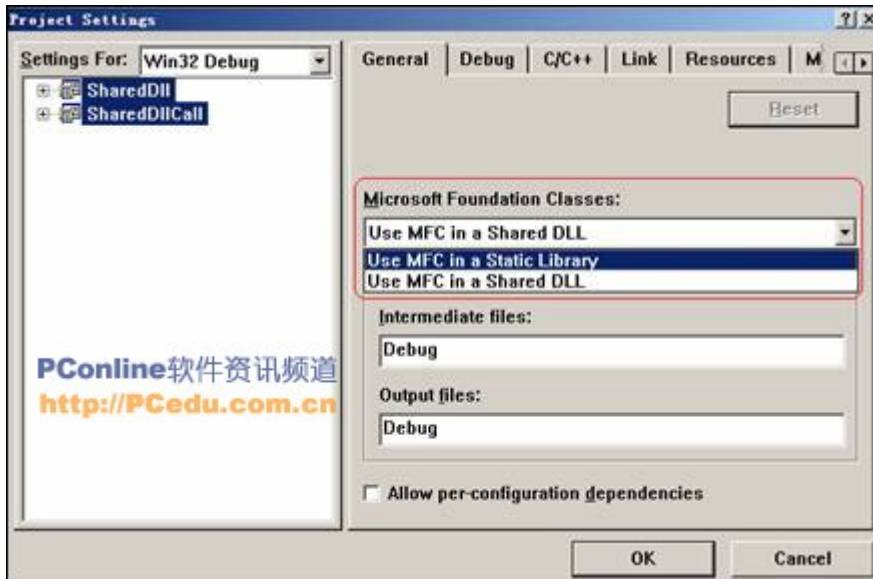 Project Settings
Settings For: Win32 Debug
SharedDll
SharedDllCall
General Debug C/C++ Link Resources M
Reset
Microsoft Foundation Classes:
Use MFC in a Shared DLL
Use MFC in a Static Library
Use MFC in a Shared DLL
Intermediate files:
Debug
Output files:
Debug
Allow per-configuration dependencies
OK Cancel
PConline软件资讯频道
http://PCedu.com.cn